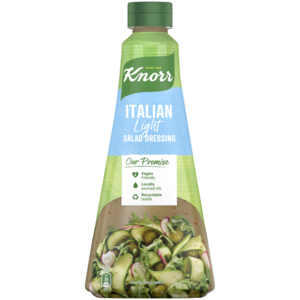 Knorr
ITALIAN
Light
SALAD DRESSING
Our Promise
Vegan
Friendly
Locally
sourced oils
Recyclable
bottle